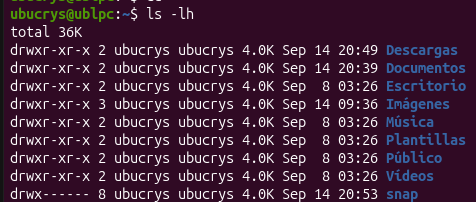 ubucrys@ublpc:~$ ls -lh
total 36K
drwxr-xr-x 2 ubucrys ubucrys 4.0K Sep 14 20:49 Descargas
drwxr-xr-x 2 ubucrys ubucrys 4.0K Sep 14 20:39 Documentos
drwxr-xr-x 2 ubucrys ubucrys 4.0K Sep  8 03:26 Escritorio
drwxr-xr-x 3 ubucrys ubucrys 4.0K Sep 14 09:36 Imágenes
drwxr-xr-x 2 ubucrys ubucrys 4.0K Sep  8 03:26 Música
drwxr-xr-x 2 ubucrys ubucrys 4.0K Sep  8 03:26 Plantillas
drwxr-xr-x 2 ubucrys ubucrys 4.0K Sep  8 03:26 Público
drwxr-xr-x 2 ubucrys ubucrys 4.0K Sep  8 03:26 Vídeos
drwx------ 8 ubucrys ubucrys 4.0K Sep 14 20:53 snap